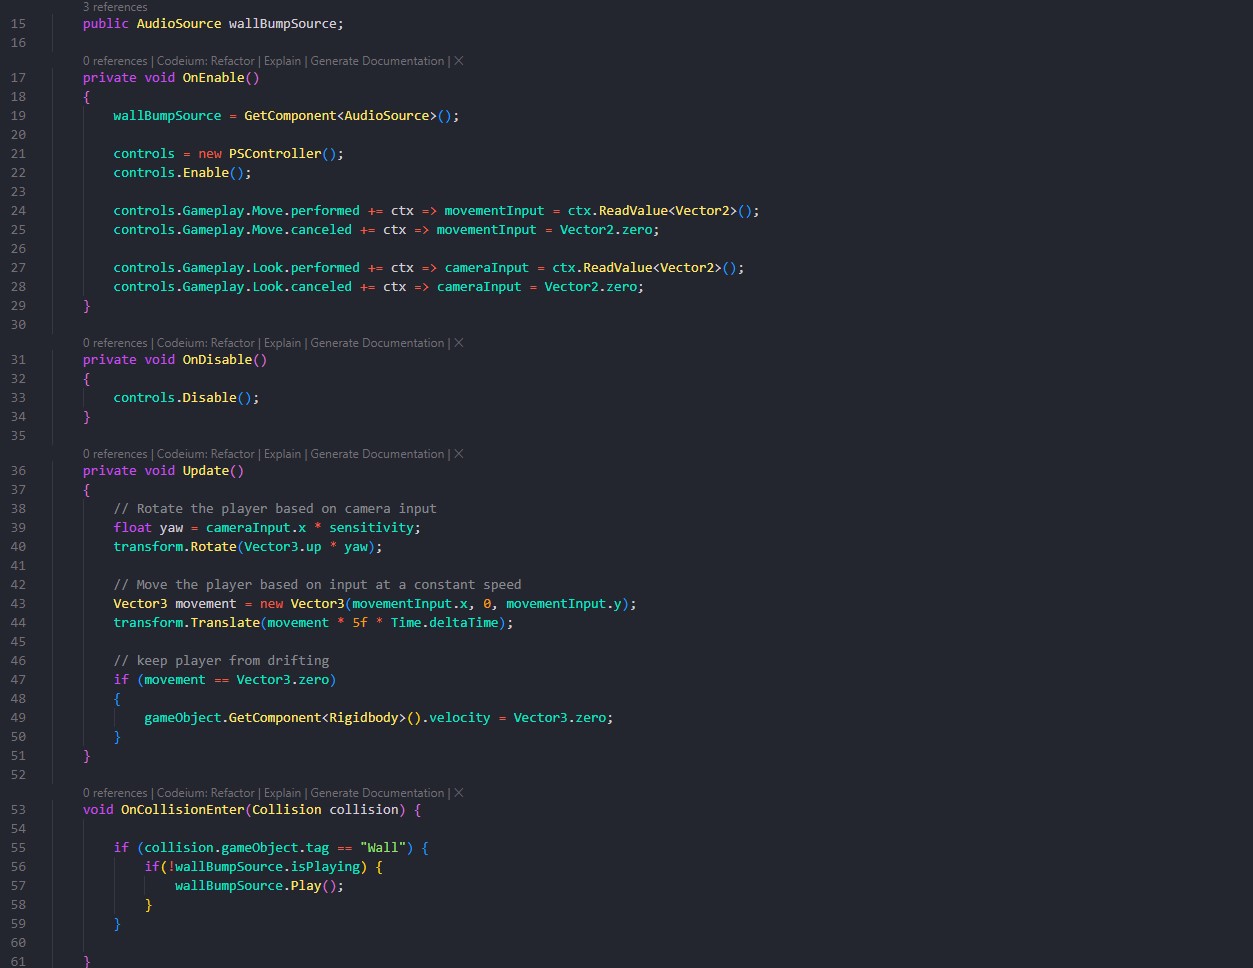 3 references
15 public AudioSource wallBumpSource;
16
0 references | Codeium: Refactor | Explain | Generate Documentation | ×
17 private void OnEnable()
18 {
19 wallBumpSource = GetComponent<AudioSource>();
20
21 controls = new PSController();
22 controls.Enable();
23
24 controls.Gameplay.Move.performed += ctx => movementInput = ctx.ReadValue<Vector2>();
25 controls.Gameplay.Move.canceled += ctx => movementInput = Vector2.zero;
26
27 controls.Gameplay.Look.performed += ctx => cameraInput = ctx.ReadValue<Vector2>();
28 controls.Gameplay.Look.canceled += ctx => cameraInput = Vector2.zero;
29 }
30
0 references | Codeium: Refactor | Explain | Generate Documentation | ×
31 private void OnDisable()
32 {
33 controls.Disable();
34 }
35
0 references | Codeium: Refactor | Explain | Generate Documentation | ×
36 private void Update()
37 {
38 // Rotate the player based on camera input
39 float yaw = cameraInput.x * sensitivity;
40 transform.Rotate(Vector3.up * yaw);
41
42 // Move the player based on input at a constant speed
43 Vector3 movement = new Vector3(movementInput.x, 0, movementInput.y);
44 transform.Translate(movement * 5f * Time.deltaTime);
45
46 // keep player from drifting
47 if (movement == Vector3.zero)
48 {
49 gameObject.GetComponent<Rigidbody>().velocity = Vector3.zero;
50 }
51 }
52
0 references | Codeium: Refactor | Explain | Generate Documentation | ×
53 void OnCollisionEnter(Collision collision) {
54
55 if (collision.gameObject.tag == "Wall") {
56 if(!wallBumpSource.isPlaying) {
57 wallBumpSource.Play();
58 }
59 }
60
61 }